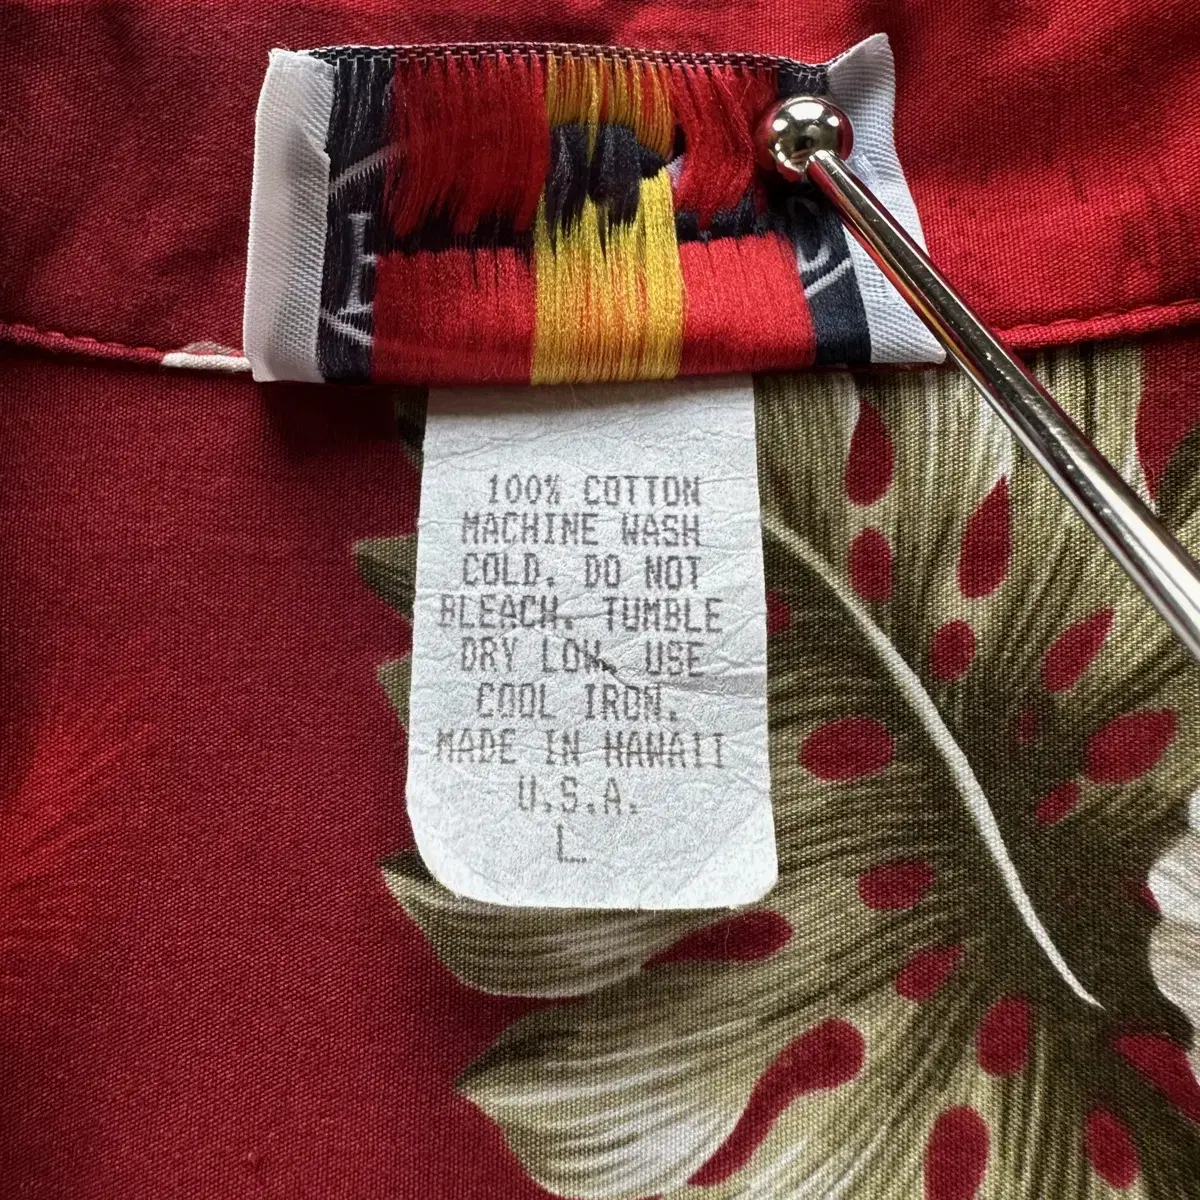 100% COTTON
MACHINE WASH
COLD. DO NOT
BLEACH. TUMBLE
DRY LOW. USE
COOL IRON.
MADE IN HAWAII
U.S.A.
L